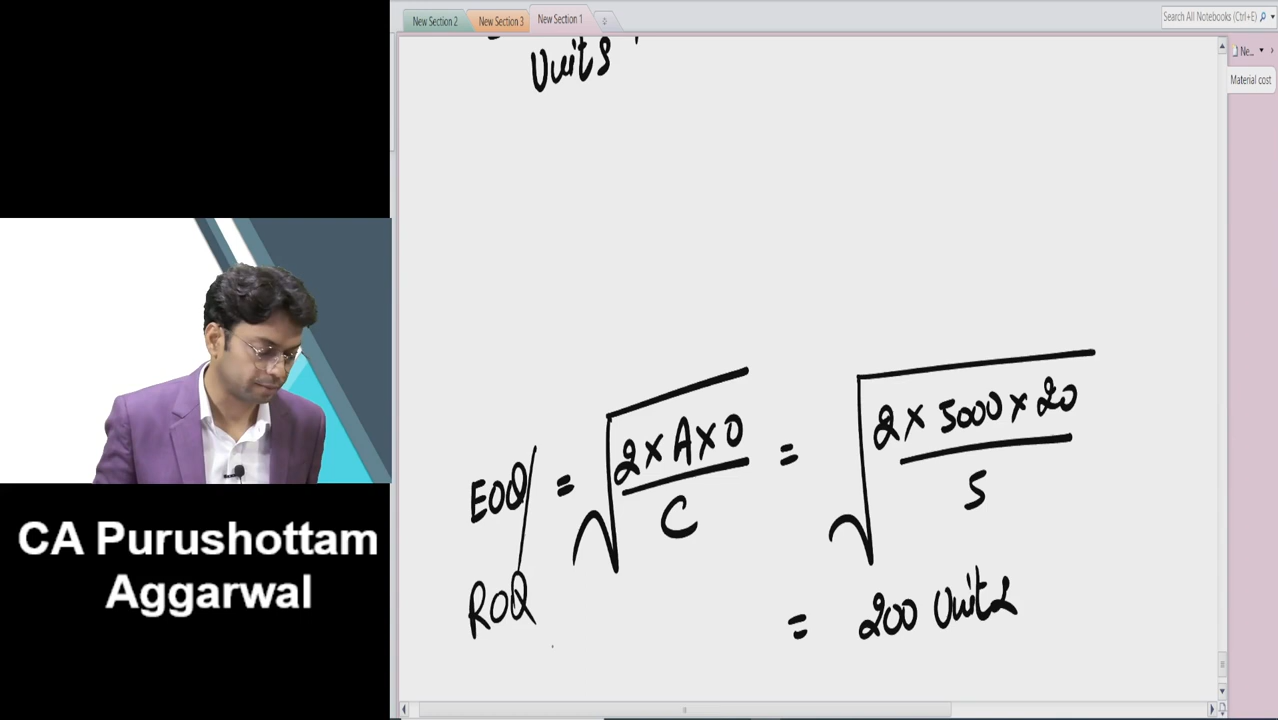 New Section 2
New Section 3
New Section 1
Search All Notebooks (Ctrl+E)
Ne...
Material cost
Units
EOQ/ = √(2 × A × O / C) = √(2 × 5000 × 20 / 5)
ROQ
= 200 Units
CA Purushottam
Aggarwal